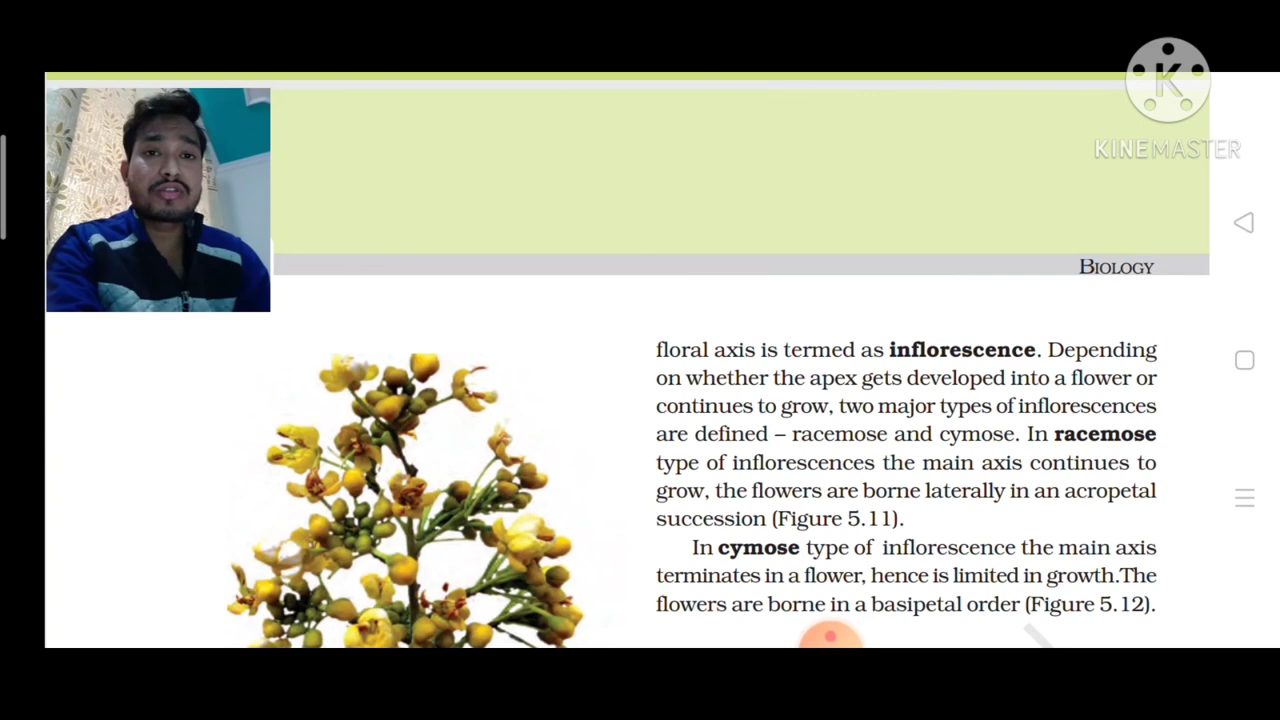 K
KINEMASTER
BIOLOGY
floral axis is termed as inflorescence. Depending
on whether the apex gets developed into a flower or
continues to grow, two major types of inflorescences
are defined – racemose and cymose. In racemose
type of inflorescences the main axis continues to
grow, the flowers are borne laterally in an acropetal
succession (Figure 5.11).
In cymose type of inflorescence the main axis
terminates in a flower, hence is limited in growth.The
flowers are borne in a basipetal order (Figure 5.12).